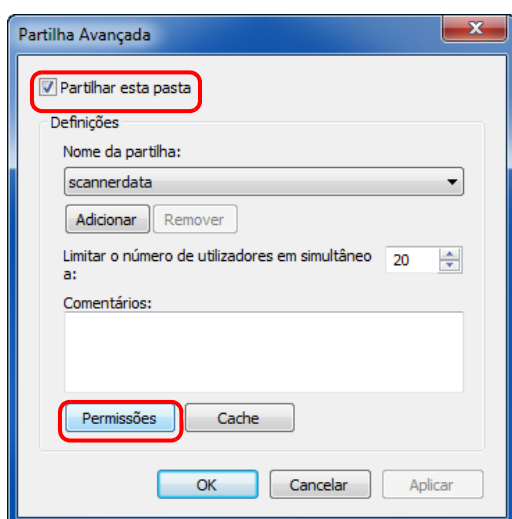 Partilha Avançada
Partilhar esta pasta
Definições
Nome da partilha:
scannerdata
Adicionar Remover
Limitar o número de utilizadores em simultâneo
a:
20
Comentários:
Permissões Cache
OK Cancelar Aplicar